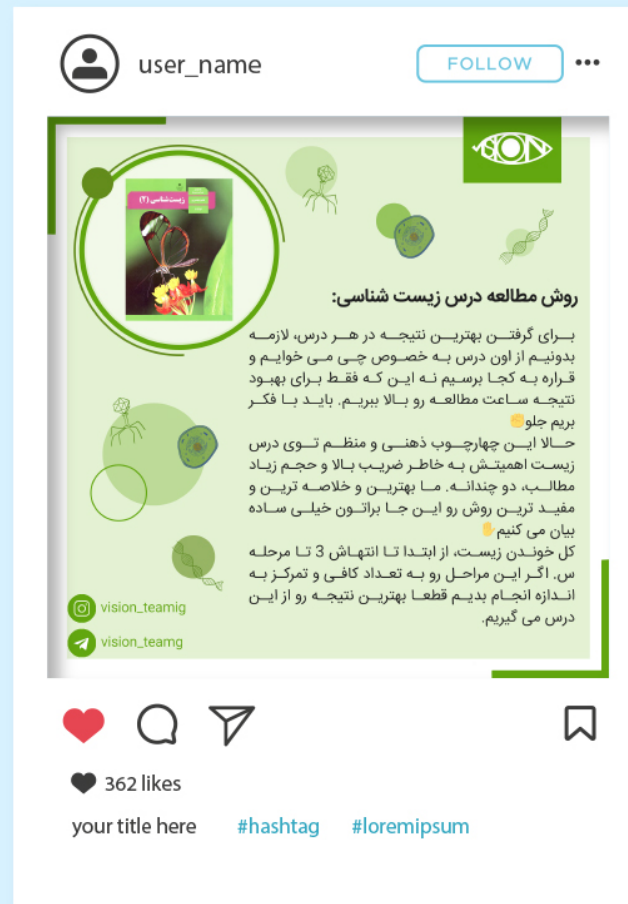 user_name
FOLLOW
VISION
زیست‌شناسی (۲)
روش مطالعه درس زیست شناسی:
برای گرفتن بهترین نتیجه در هر درس، لازمه
بدونیم از اون درس به خصوص چی می خوایم و
قراره به کجا برسیم نه این که فقط برای بهبود
نتیجه ساعت مطالعه رو بالا ببریم. باید با فکر
بریم جلو✊
حالا این چهارچوب ذهنی و منظم توی درس
زیست اهمیتش به خاطر ضریب بالا و حجم زیاد
مطالب، دو چندانه. ما بهترین و خلاصه ترین و
مفید ترین روش رو این جا براتون خیلی ساده
بیان می کنیم✋
کل خوندن زیست، از ابتدا تا انتهاش 3 تا مرحله
س. اگر این مراحل رو به تعداد کافی و تمرکز به
اندازه انجام بدیم قطعا بهترین نتیجه رو از این
درس می گیریم.
vision_teamig
vision_teamg
362 likes
your title here #hashtag #loremipsum